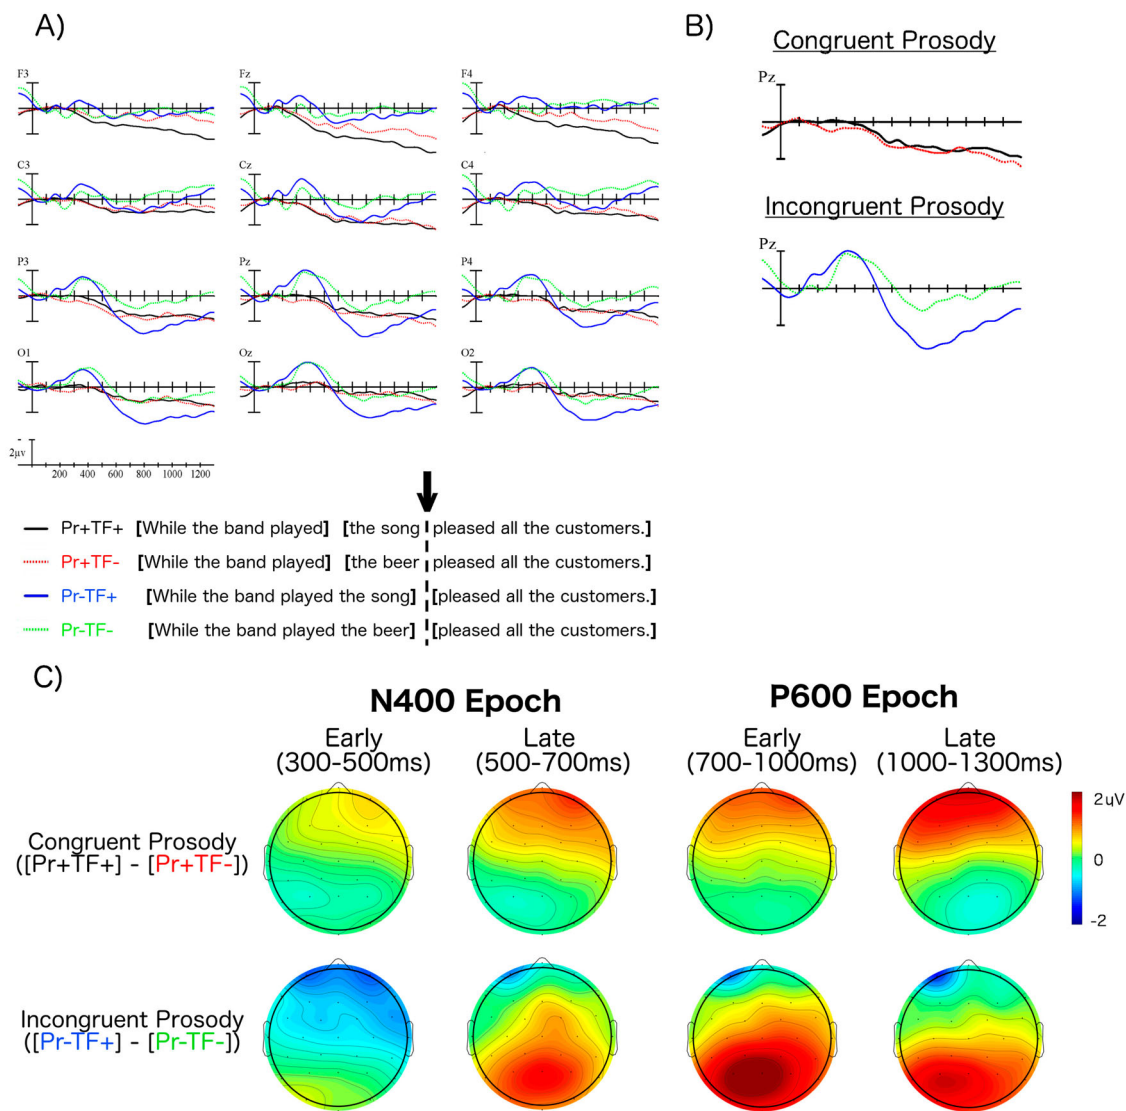 A)
B)
Congruent Prosody
F3
Fz
F4
Pz
C3
Cz
C4
Incongruent Prosody
Pz
P3
Pz
P4
O1
Oz
O2
2μv
200 400 600 800 1000 1200
Pr+TF+ [While the band played] [the song pleased all the customers.]
Pr+TF- [While the band played] [the beer pleased all the customers.]
Pr-TF+ [While the band played the song] [pleased all the customers.]
Pr-TF- [While the band played the beer] [pleased all the customers.]
C)
N400 Epoch
P600 Epoch
Early
(300-500ms)
Late
(500-700ms)
Early
(700-1000ms)
Late
(1000-1300ms)
Congruent Prosody
([Pr+TF+] - [Pr+TF-])
2uV
0
-2
Incongruent Prosody
([Pr-TF+] - [Pr-TF-])